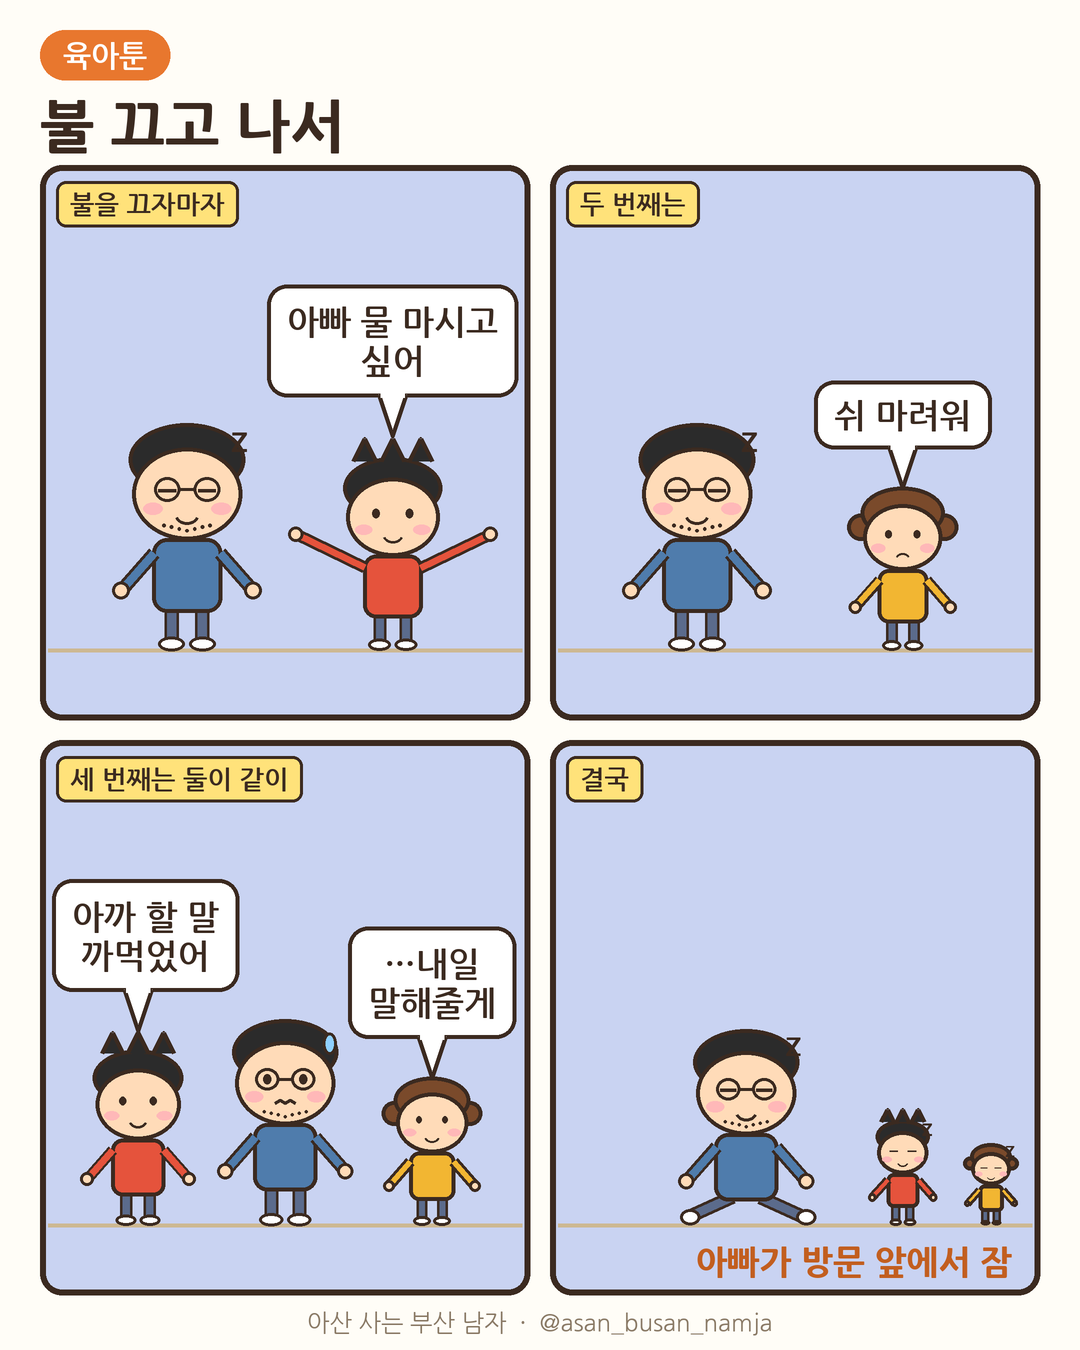 육아툰
불 끄고 나서
불을 끄자마자
아빠 물 마시고
싶어
z
두 번째는
쉬 마려워
z
세 번째는 둘이 같이
아까 할 말
까먹었어
…내일
말해줄게
결국
z
z
z
아빠가 방문 앞에서 잠
아산 사는 부산 남자 · @asan_busan_namja